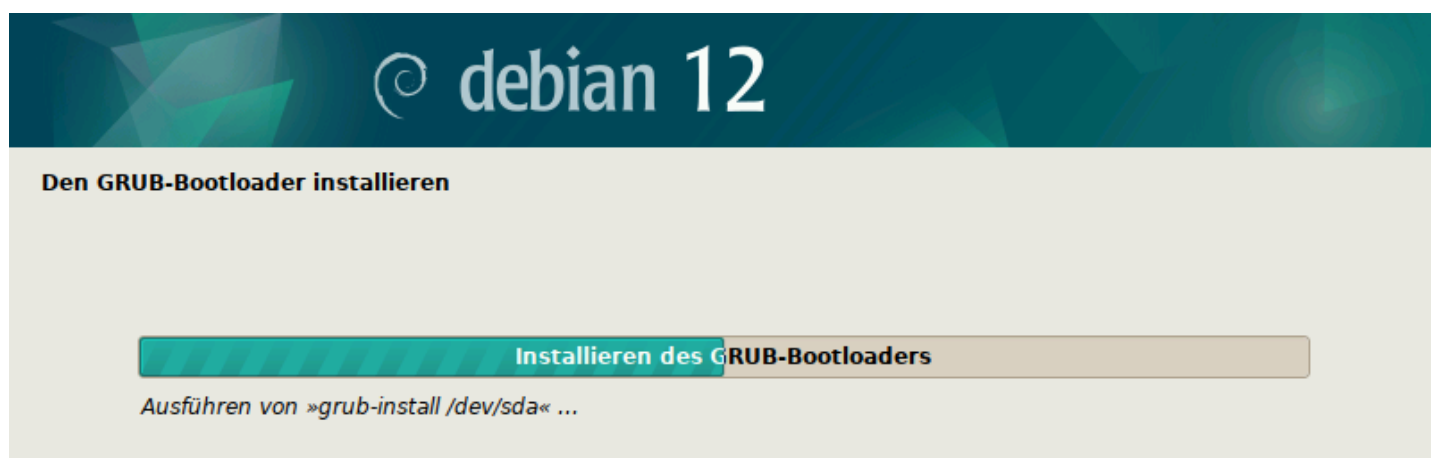 debian 12
Den GRUB-Bootloader installieren
Installieren des GRUB-Bootloaders
Ausführen von »grub-install /dev/sda« ...